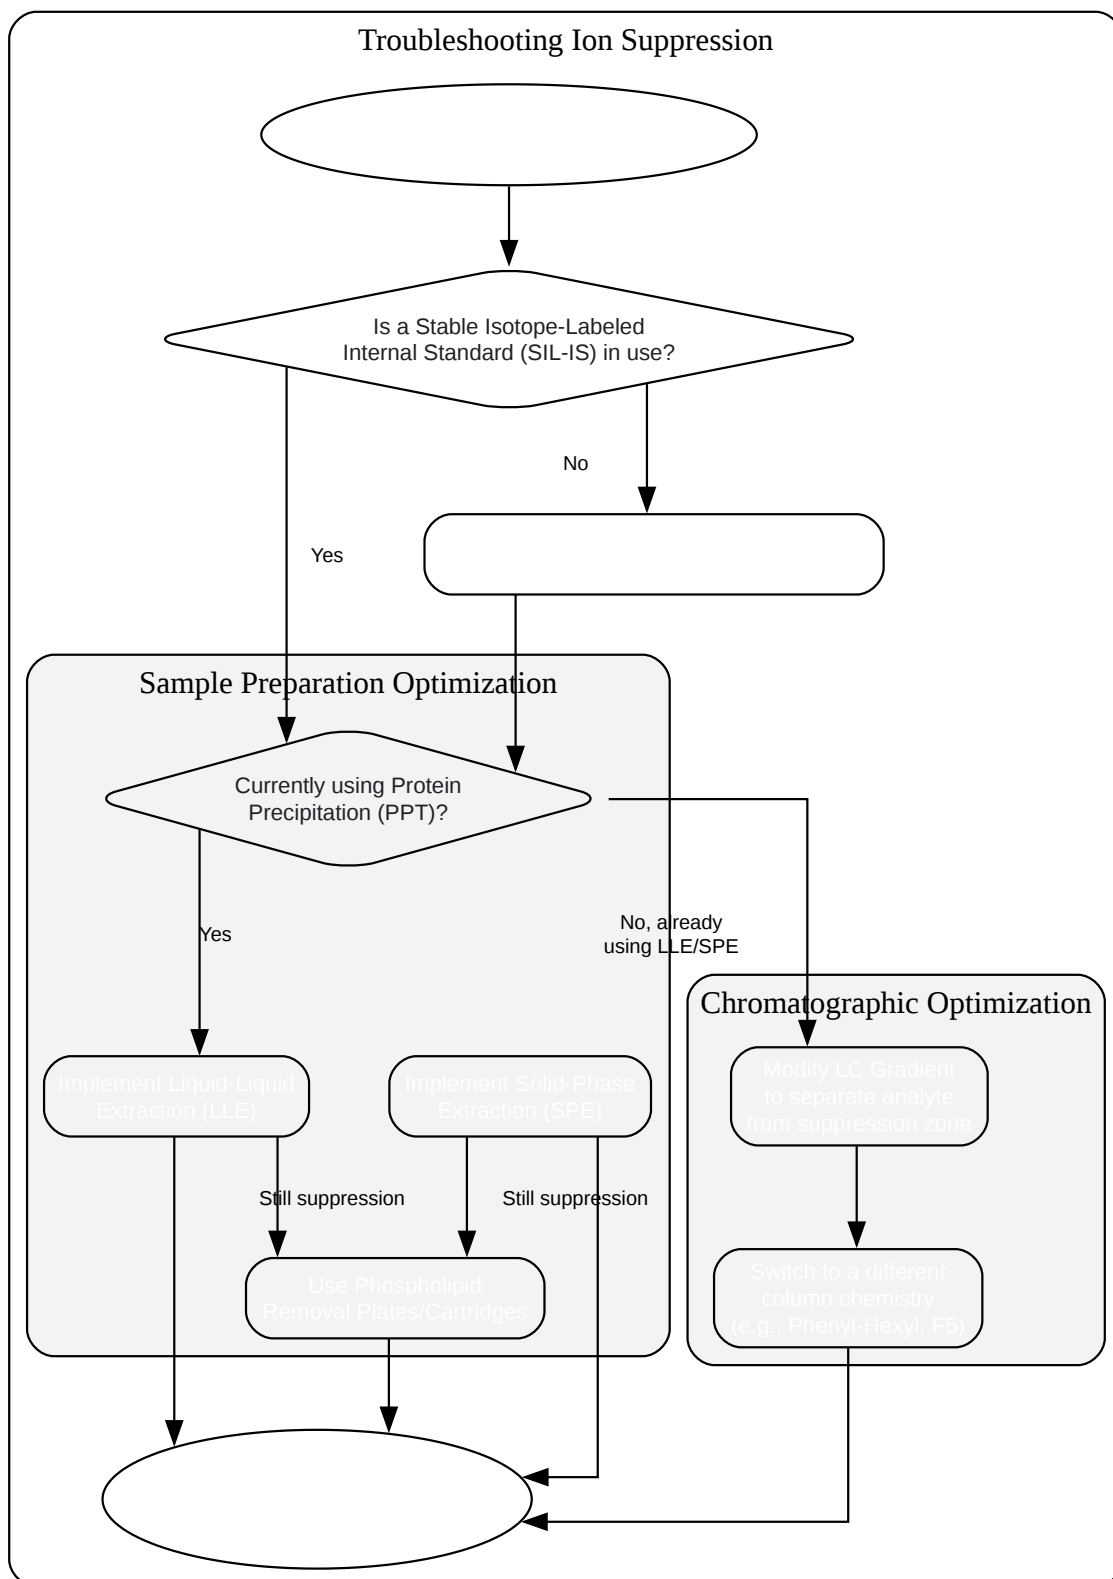 Troubleshooting Ion Suppression
Is a Stable Isotope-Labeled
Internal Standard (SIL-IS) in use?
No
Yes
Sample Preparation Optimization
Currently using Protein
Precipitation (PPT)?
Yes
No, already
using LLE/SPE
Chromatographic Optimization
Implement Liquid-Liquid
Extraction (LLE)
Implement Solid-Phase
Extraction (SPE)
Modify LC Gradient
to separate analyte
from suppression zone
Still suppression
Still suppression
Use Phospholipid
Removal Plates/Cartridges
Switch to a different
column chemistry
(e.g., Phenyl-Hexyl, F5)